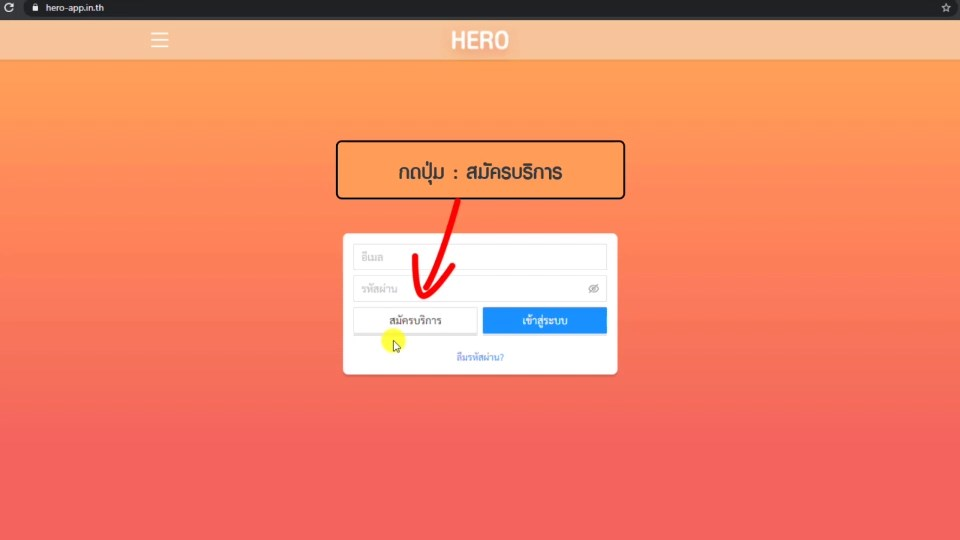 hero-app.in.th
HERO
กดปุ่ม : สมัครบริการ
อีเมล
รหัสผ่าน
สมัครบริการ
เข้าสู่ระบบ
ลืมรหัสผ่าน?